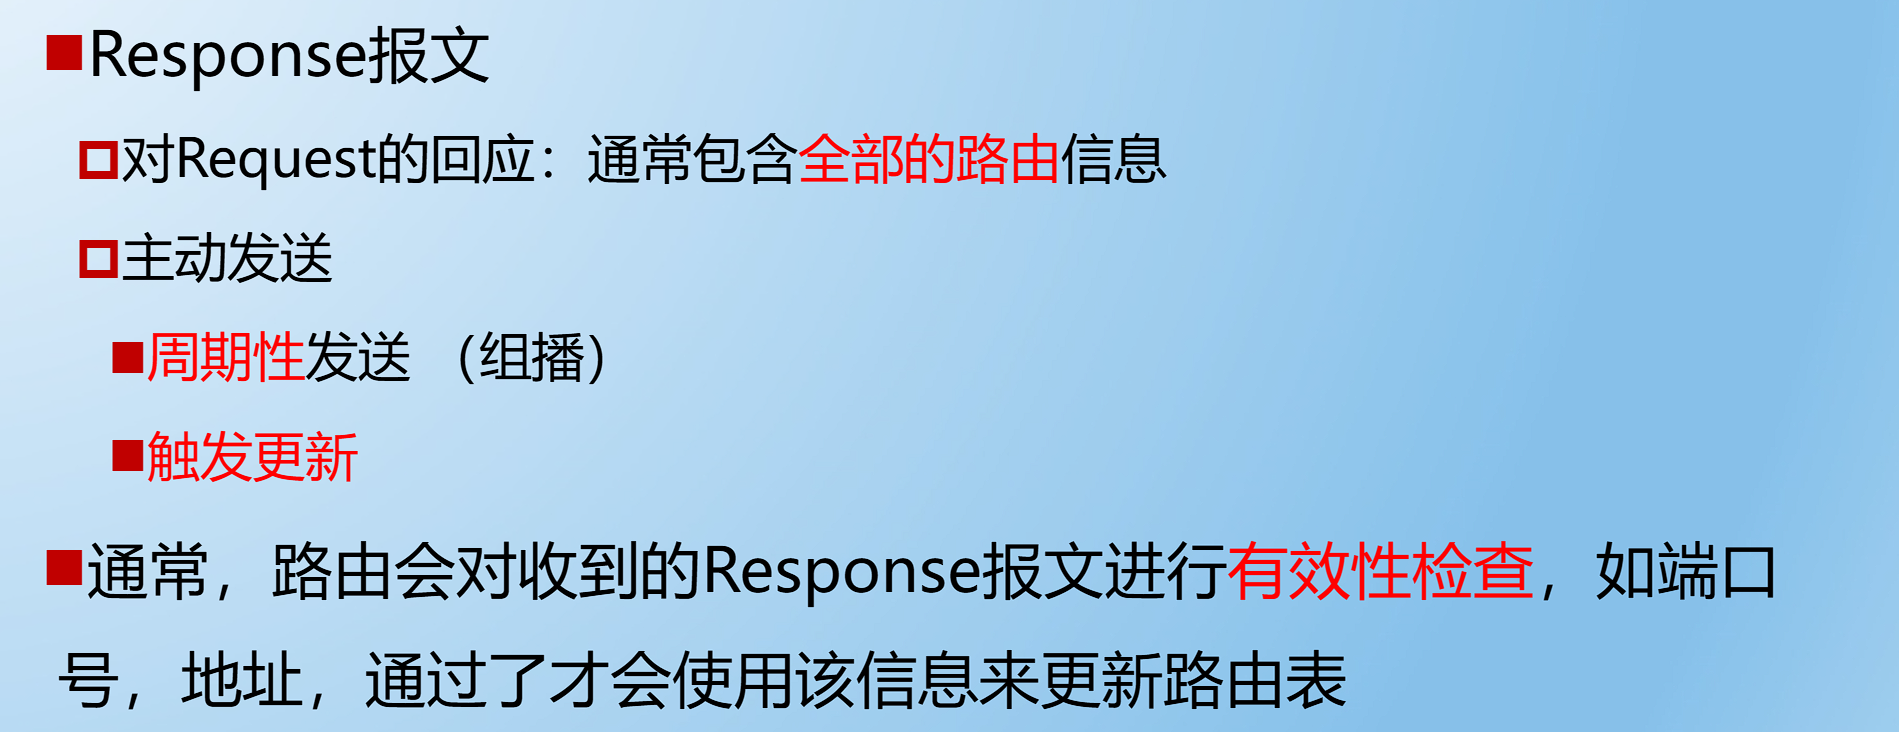 Response报文
对Request的回应：通常包含全部的路由信息
主动发送
周期性发送 （组播）
触发更新
通常，路由会对收到的Response报文进行有效性检查，如端口
号，地址，通过了才会使用该信息来更新路由表